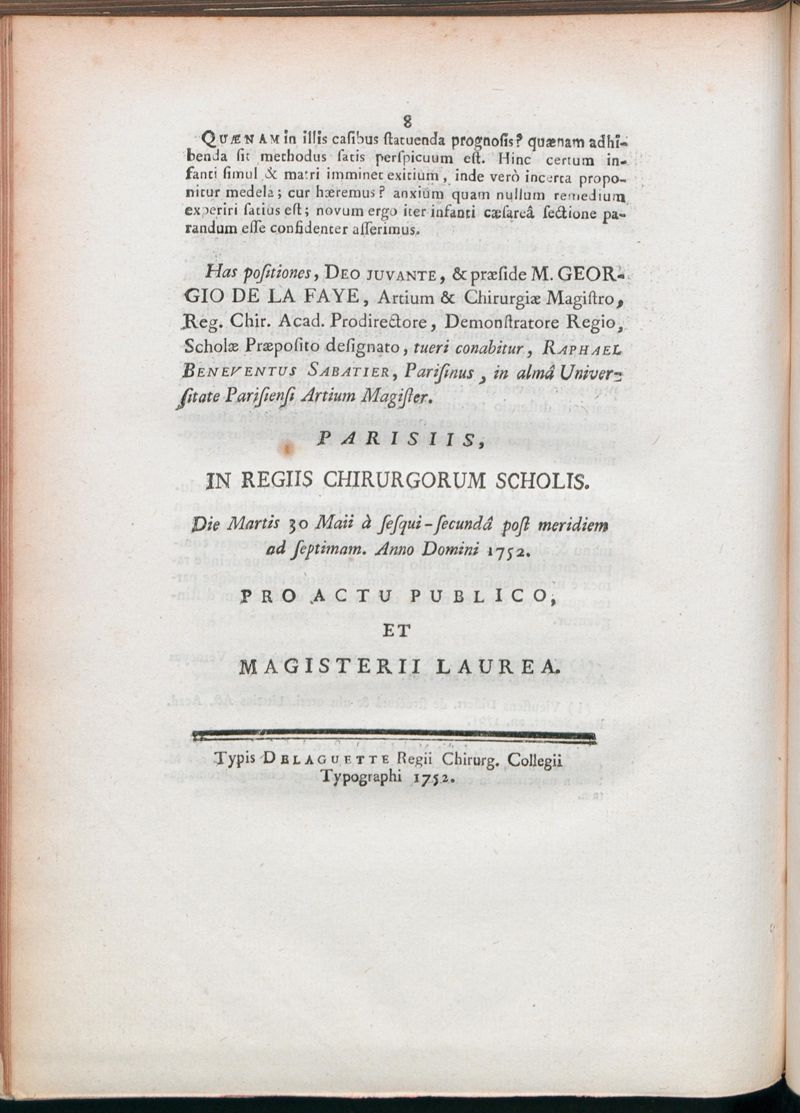 8
QUÆNAM in illis caſibus ſtatuenda prognoſis? quænam adhi-
benda ſit methodus ſatis perſpicuum eſt. Hinc certum in-
fanti ſimul & matri imminet exitium, inde verò incerta propo-
nitur medela; cur hæremus? anxium quam nullum remedium
experiri ſatius eſt; novum ergo iter infanti cæſareâ ſectione pa-
randum eſſe confidenter aſſerimus.
Has poſitiones, DEO JUVANTE, & præſide M. GEOR-
GIO DE LA FAYE, Artium & Chirurgiæ Magiſtro,
Reg. Chir. Acad. Prodirectore, Demonſtratore Regio,
Scholæ Præpoſito deſignato, tueri conabitur, RAPHAEL
BENEVENTUS SABATIER, Pariſinus, in almâ Univer-
ſitate Pariſienſi Artium Magiſter.
PARISIIS,
IN REGIIS CHIRURGORUM SCHOLIS.
Die Martis 30 Maii à ſeſqui-ſecundâ poſt meridiem
ad ſeptimam. Anno Domini 1752.
PRO ACTU PUBLICO,
ET
MAGISTERII LAUREA.
Typis DELAGUETTE Regii Chirurg. Collegii
Typographi 1752.